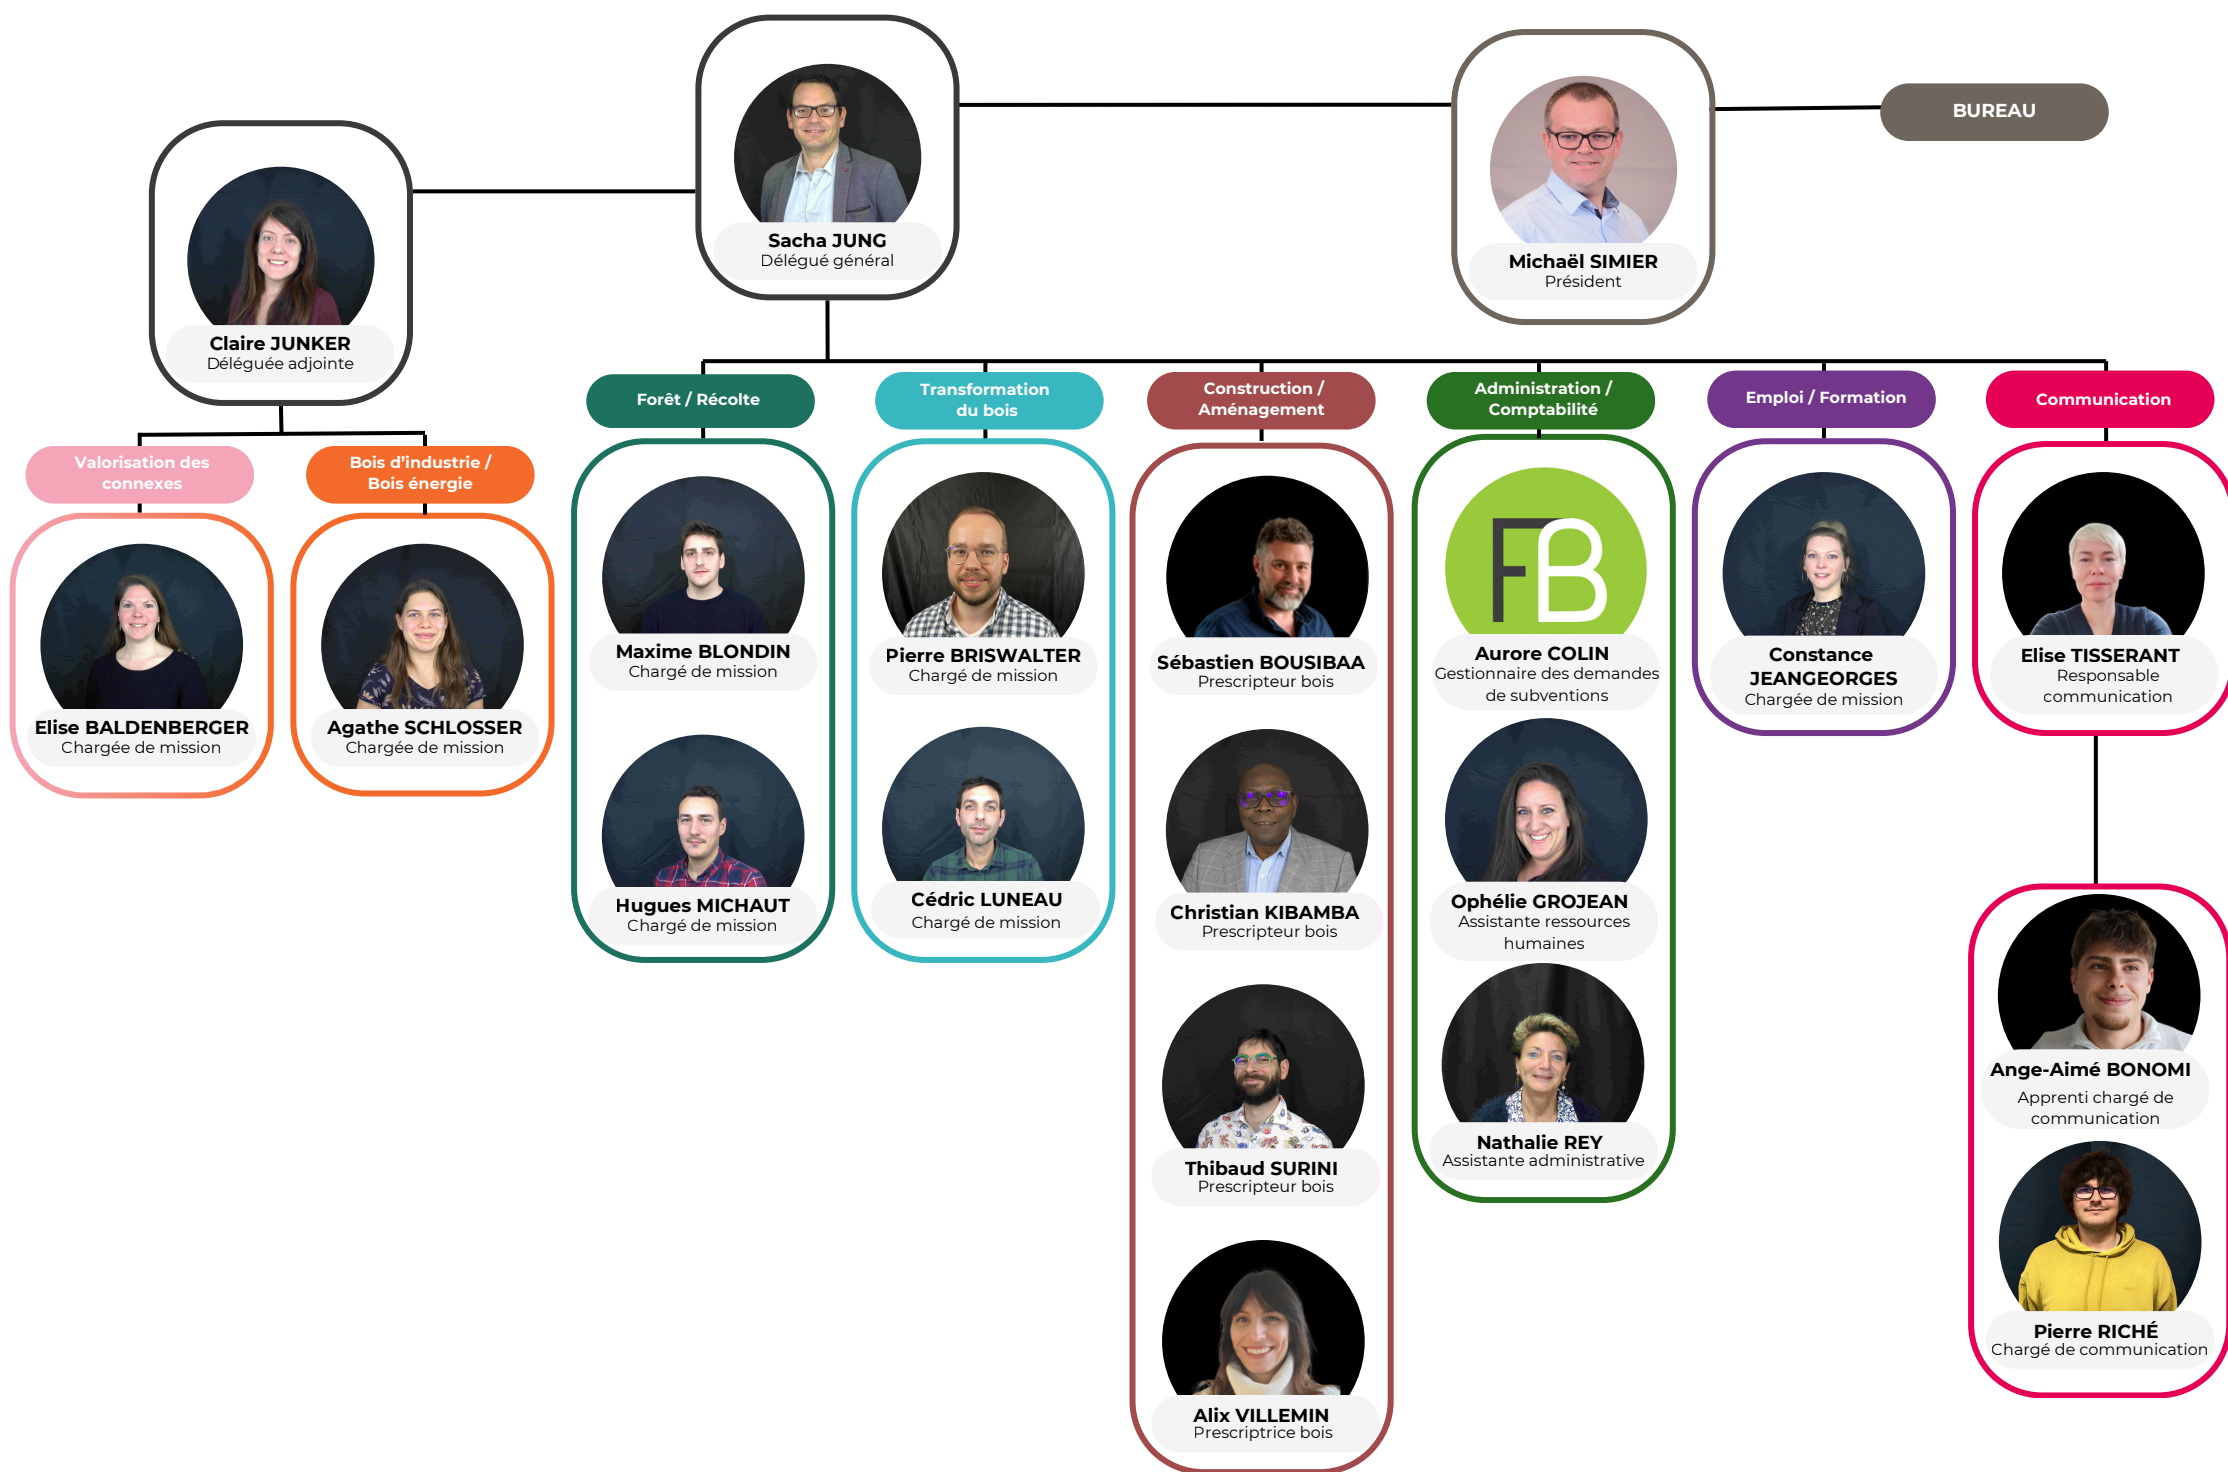 BUREAU
Sacha JUNG
Délégué général
Michaël SIMIER
Président
Claire JUNKER
Déléguée adjointe
Valorisation des
connexes
Elise BALDENBERGER
Chargée de mission
Bois d'industrie /
Bois énergie
Agathe SCHLOSSER
Chargée de mission
Forêt / Récolte
Maxime BLONDIN
Chargé de mission
Hugues MICHAUT
Chargé de mission
Transformation
du bois
Pierre BRISWALTER
Chargé de mission
Cédric LUNEAU
Chargé de mission
Construction /
Aménagement
Sébastien BOUSIBAA
Prescripteur bois
Christian KIBAMBA
Prescripteur bois
Thibaud SURINI
Prescripteur bois
Alix VILLEMIN
Prescriptrice bois
Administration /
Comptabilité
FB
Aurore COLIN
Gestionnaire des demandes
de subventions
Ophélie GROJEAN
Assistante ressources
humaines
Nathalie REY
Assistante administrative
Emploi / Formation
Constance
JEANGEORGES
Chargée de mission
Communication
Elise TISSERANT
Responsable
communication
Ange-Aimé BONOMI
Apprenti chargé de
communication
Pierre RICHÉ
Chargé de communication